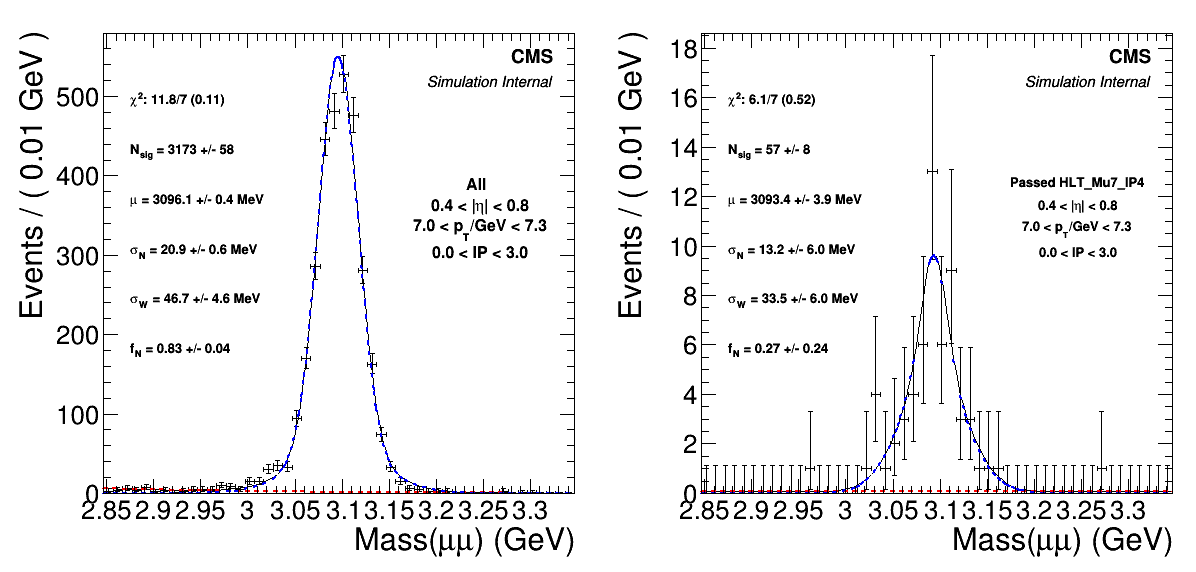 CMS
Simulation Internal
χ²: 11.8/7 (0.11)
N_sig = 3173 +/- 58
μ = 3096.1 +/- 0.4 MeV
σ_N = 20.9 +/- 0.6 MeV
σ_W = 46.7 +/- 4.6 MeV
f_N = 0.83 +/- 0.04
All
0.4 < |η| < 0.8
7.0 < p_T/GeV < 7.3
0.0 < IP < 3.0
Events / ( 0.01 GeV )
500
400
300
200
100
0
2.85 2.9 2.95 3 3.05 3.1 3.15 3.2 3.25 3.3
Mass(μμ) (GeV)
CMS
Simulation Internal
χ²: 6.1/7 (0.52)
N_sig = 57 +/- 8
μ = 3093.4 +/- 3.9 MeV
σ_N = 13.2 +/- 6.0 MeV
σ_W = 33.5 +/- 6.0 MeV
f_N = 0.27 +/- 0.24
Passed HLT_Mu7_IP4
0.4 < |η| < 0.8
7.0 < p_T/GeV < 7.3
0.0 < IP < 3.0
Events / ( 0.01 GeV )
18
16
14
12
10
8
6
4
2
0
2.85 2.9 2.95 3 3.05 3.1 3.15 3.2 3.25 3.3
Mass(μμ) (GeV)